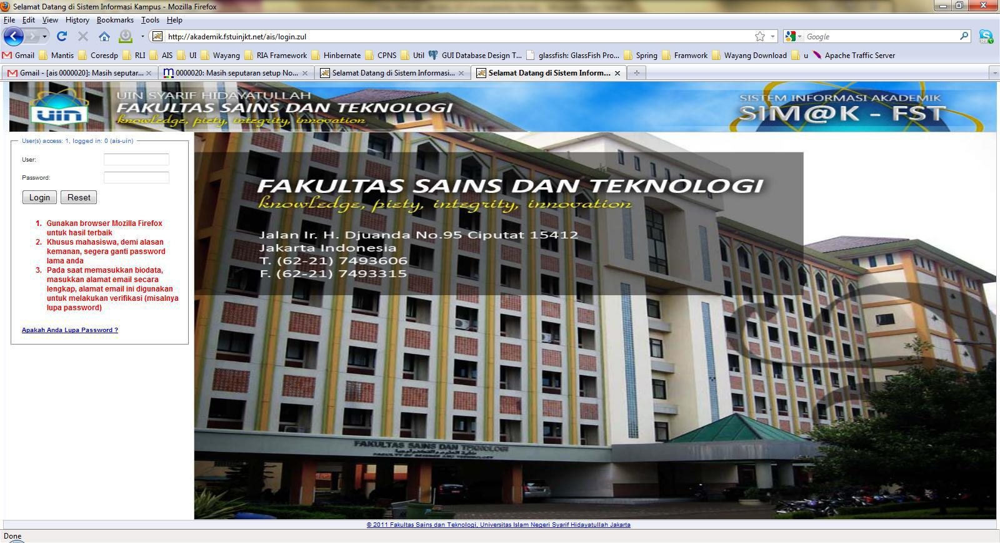 Selamat Datang di Sistem Informasi Kampus - Mozilla Firefox
File Edit View History Bookmarks Tools Help
http://akademik.fstuinjkt.net/ais/login.zul
Google
Gmail Mantis Coresdp RLI AIS UI Wayang RIA Framework Hinbernate CPNS Util GUI Database Design T... glassfish: GlassFish Pro... Spring Framwork Wayang Download u Apache Traffic Server
Gmail - [ais 0000020]: Masih seputar... 0000020: Masih seputaran setup No... Selamat Datang di Sistem Informasi... Selamat Datang di Sistem Inform...
uin
UIN SYARIF HIDAYATULLAH
FAKULTAS SAINS DAN TEKNOLOGI
knowledge, piety, integrity, innovation
SISTEM INFORMASI AKADEMIK
SIM@K - FST
User(s) access: 1, logged in: 0 (ais-uin)
User:
Password:
Login Reset
1. Gunakan browser Mozilla Firefox
untuk hasil terbaik
2. Khusus mahasiswa, demi alasan
kemanan, segera ganti password
lama anda
3. Pada saat memasukkan biodata,
masukkan alamat email secara
lengkap, alamat email ini digunakan
untuk melakukan verifikasi (misalnya
lupa password)
Apakah Anda Lupa Password ?
FAKULTAS SAINS DAN TEKNOLOGI
knowledge, piety, integrity, innovation
Jalan Ir. H. Djuanda No.95 Ciputat 15412
Jakarta Indonesia
T. (62-21) 7493606
F. (62-21) 7493315
FAKULTAS SAINS DAN TEKNOLOGI
FACULTY OF SCIENCE AND TECHNOLOGY
© 2011 Fakultas Sains dan Teknologi, Universitas Islam Negeri Syarif Hidayatullah Jakarta
Done